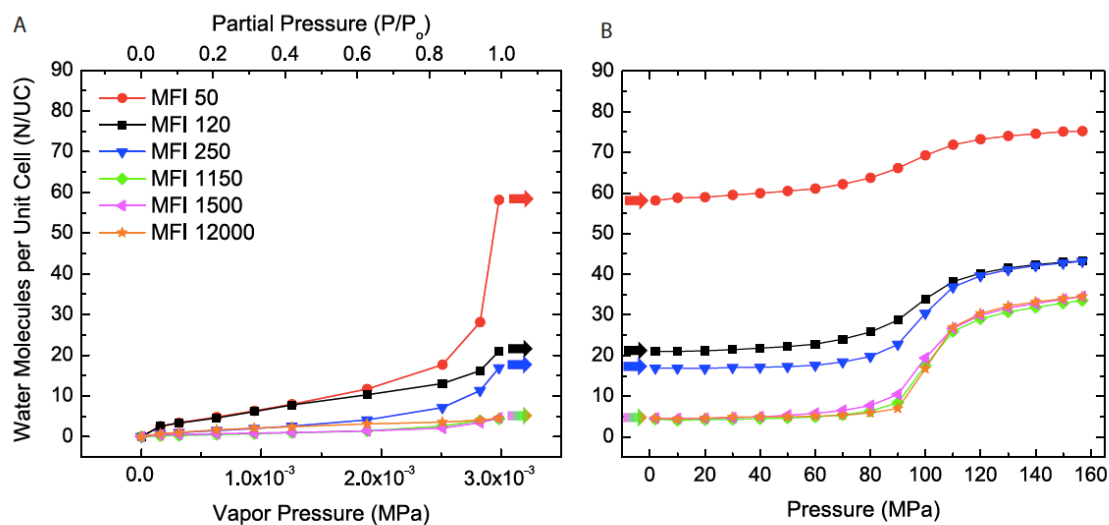 A
Partial Pressure (P/Po)
0.0 0.2 0.4 0.6 0.8 1.0
B
Water Molecules per Unit Cell (N/UC)
90
80
70
60
50
40
30
20
10
0
MFI 50
MFI 120
MFI 250
MFI 1150
MFI 1500
MFI 12000
0.0 1.0x10⁻³ 2.0x10⁻³ 3.0x10⁻³
Vapor Pressure (MPa)
90
80
70
60
50
40
30
20
10
0
0 20 40 60 80 100 120 140 160
Pressure (MPa)